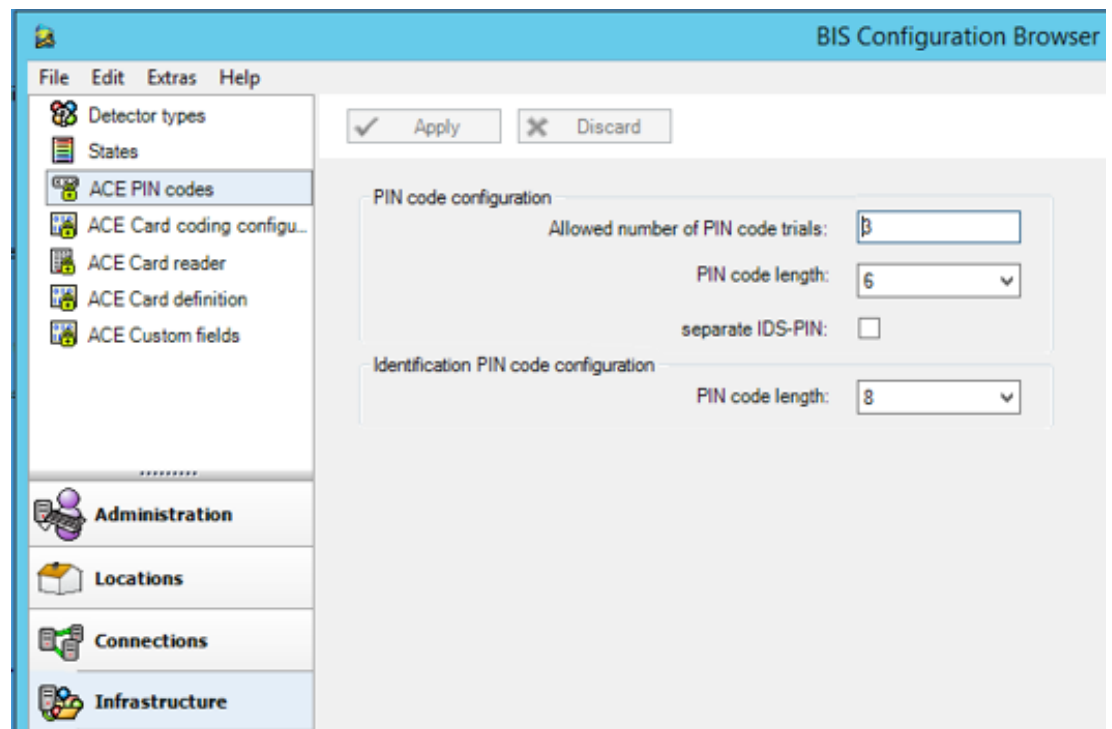 BIS Configuration Browser
File Edit Extras Help
Detector types
States
ACE PIN codes
ACE Card coding configu...
ACE Card reader
ACE Card definition
ACE Custom fields
Administration
Locations
Connections
Infrastructure
Apply Discard
PIN code configuration
Allowed number of PIN code trials: 3
PIN code length: 6
separate IDS-PIN:
Identification PIN code configuration
PIN code length: 8